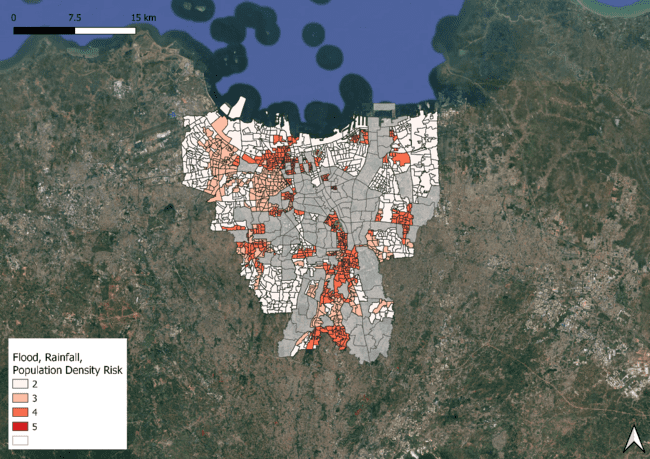 0 7.5 15 km
Flood, Rainfall,
Population Density Risk
2
3
4
5